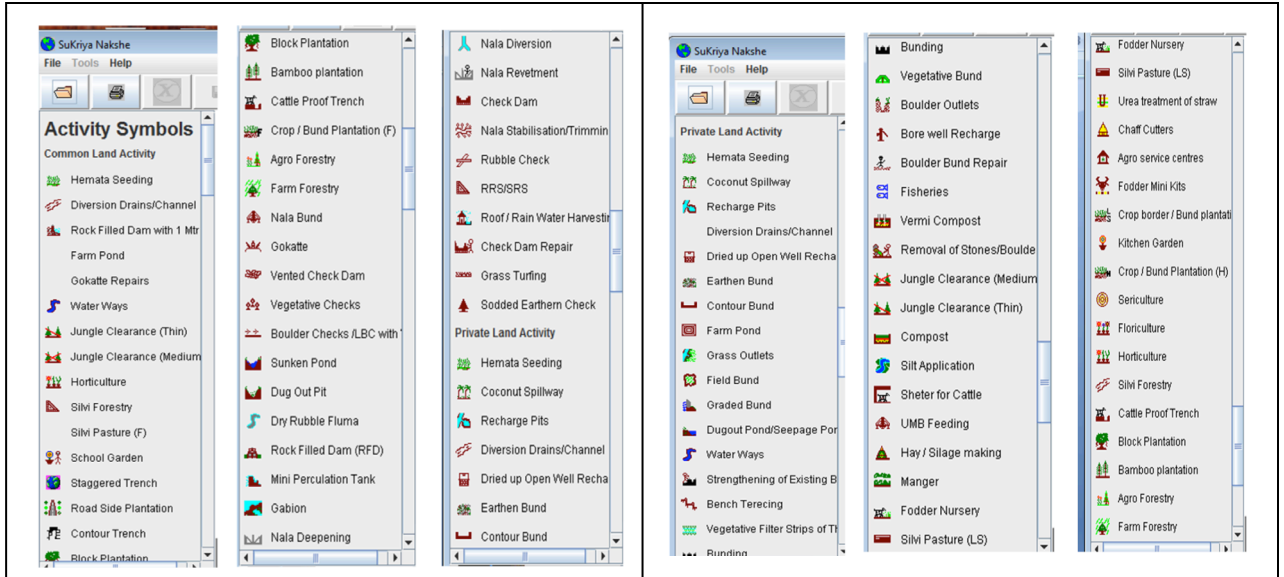 SuKriya Nakshe
File Tools Help
Activity Symbols
Common Land Activity
Hemata Seeding
Diversion Drains/Channel
Rock Filled Dam with 1 Mtr
Farm Pond
Gokatte Repairs
Water Ways
Jungle Clearance (Thin)
Jungle Clearance (Medium
Horticulture
Silvi Forestry
Silvi Pasture (F)
School Garden
Staggered Trench
Road Side Plantation
Contour Trench
Block Plantation
Block Plantation
Bamboo plantation
Cattle Proof Trench
Crop / Bund Plantation (F)
Agro Forestry
Farm Forestry
Nala Bund
Gokatte
Vented Check Dam
Vegetative Checks
Boulder Checks /LBC with
Sunken Pond
Dug Out Pit
Dry Rubble Fluma
Rock Filled Dam (RFD)
Mini Perculation Tank
Gabion
Nala Deepening
Nala Diversion
Nala Revetment
Check Dam
Nala Stabilisation/Trimmin
Rubble Check
RRS/SRS
Roof / Rain Water Harvestin
Check Dam Repair
Grass Turfing
Sodded Earthern Check
Private Land Activity
Hemata Seeding
Coconut Spillway
Recharge Pits
Diversion Drains/Channel
Dried up Open Well Recha
Earthen Bund
Contour Bund
SuKriya Nakshe
File Tools Help
Private Land Activity
Hemata Seeding
Coconut Spillway
Recharge Pits
Diversion Drains/Channel
Dried up Open Well Recha
Earthen Bund
Contour Bund
Farm Pond
Grass Outlets
Field Bund
Graded Bund
Dugout Pond/Seepage Pon
Water Ways
Strengthening of Existing B
Bench Terecing
Vegetative Filter Strips of Th
Bunding
Bunding
Vegetative Bund
Boulder Outlets
Bore well Recharge
Boulder Bund Repair
Fisheries
Vermi Compost
Removal of Stones/Boulde
Jungle Clearance (Medium
Jungle Clearance (Thin)
Compost
Silt Application
Sheter for Cattle
UMB Feeding
Hay / Silage making
Manger
Fodder Nursery
Silvi Pasture (LS)
Fodder Nursery
Silvi Pasture (LS)
Urea treatment of straw
Chaff Cutters
Agro service centres
Fodder Mini Kits
Crop border / Bund plantati
Kitchen Garden
Crop / Bund Plantation (H)
Sericulture
Floriculture
Horticulture
Silvi Forestry
Cattle Proof Trench
Block Plantation
Bamboo plantation
Agro Forestry
Farm Forestry